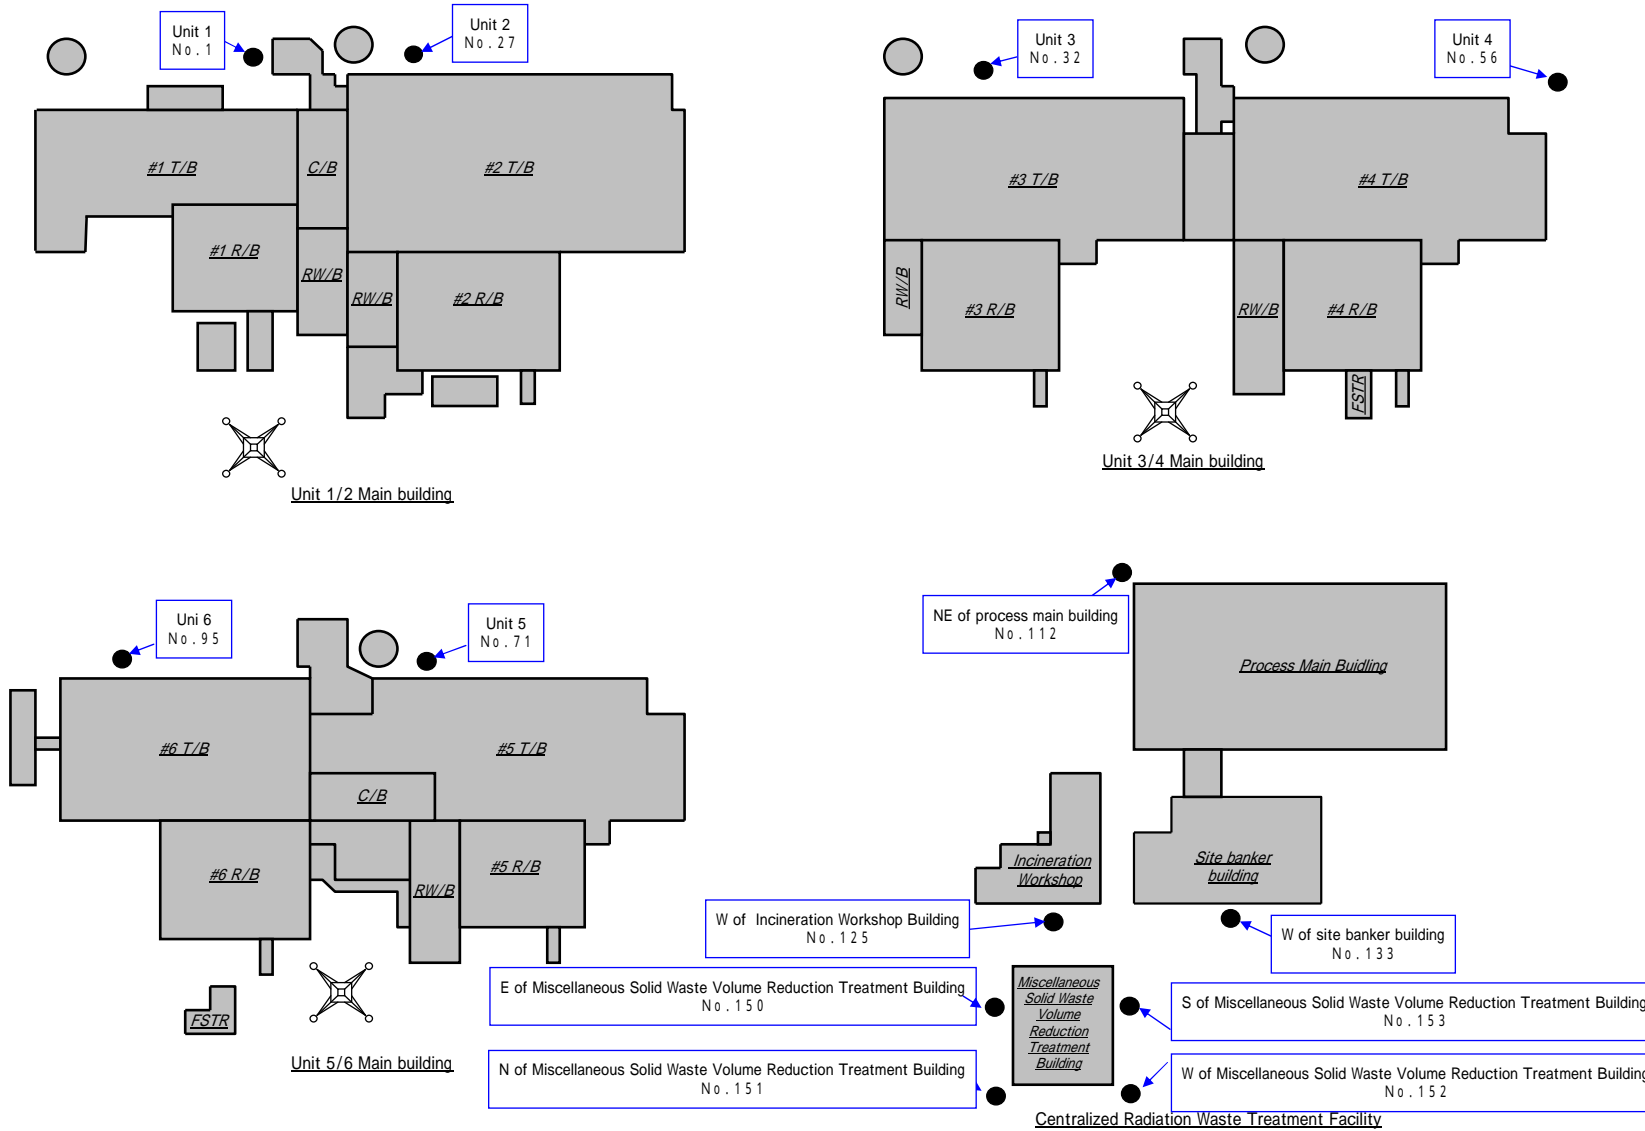 Unit 1
No.1
Unit 2
No.27
#1 T/B
C/B
#2 T/B
#1 R/B
RW/B
RW/B
#2 R/B
Unit 1/2 Main building
Unit 3
No.32
Unit 4
No.56
#3 T/B
#4 T/B
RW/B
#3 R/B
RW/B
#4 R/B
FSTR
Unit 3/4 Main building
Uni 6
No.95
Unit 5
No.71
#6 T/B
#5 T/B
C/B
#6 R/B
RW/B
#5 R/B
FSTR
Unit 5/6 Main building
NE of process main building
No.112
Process Main Buidling
Incineration
Workshop
Site banker
building
W of Incineration Workshop Building
No.125
W of site banker building
No.133
E of Miscellaneous Solid Waste Volume Reduction Treatment Building
No.150
Miscellaneous
Solid Waste
Volume
Reduction
Treatment
Building
S of Miscellaneous Solid Waste Volume Reduction Treatment Building
No.153
N of Miscellaneous Solid Waste Volume Reduction Treatment Building
No.151
W of Miscellaneous Solid Waste Volume Reduction Treatment Building
No.152
Centralized Radiation Waste Treatment Facility